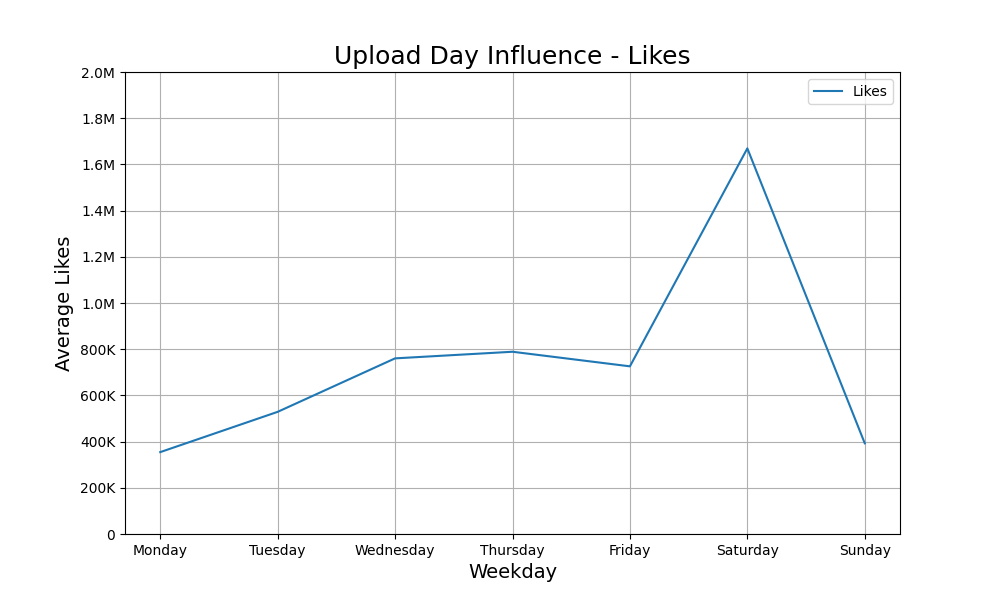 Upload Day Influence - Likes
Likes
Average Likes
2.0M
1.8M
1.6M
1.4M
1.2M
1.0M
800K
600K
400K
200K
0
Monday Tuesday Wednesday Thursday Friday Saturday Sunday
Weekday